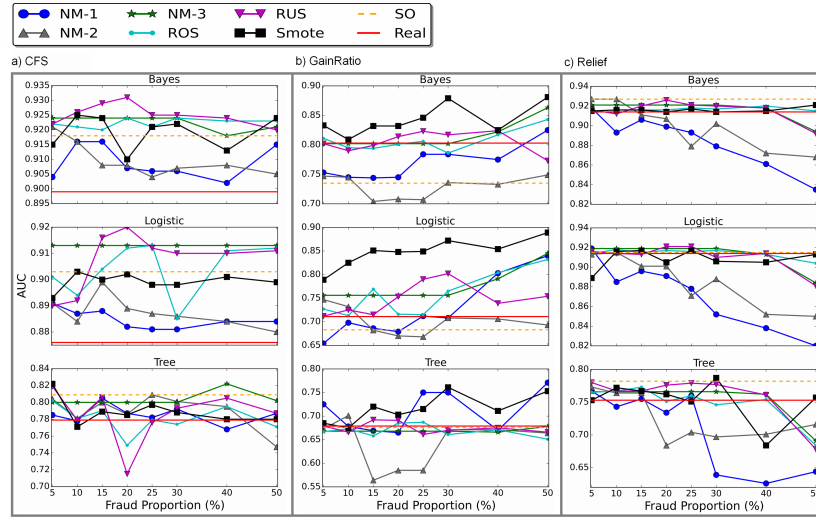 NM-1 NM-3 RUS SO
NM-2 ROS Smote Real
a) CFS b) GainRatio c) Relief
Bayes Bayes Bayes
0.935 0.90 0.94
0.930
0.925 0.85 0.92
0.920 0.90
0.915 0.80 0.88
0.910
0.905 0.75 0.86
0.900 0.84
0.895 0.70 0.82
Logistic Logistic Logistic
0.92 0.90 0.94
0.91 0.85 0.92
0.80 0.90
0.90 0.75 0.88
0.89 0.70 0.86
0.88 0.65 0.84
0.82
AUC
Tree Tree Tree
0.84 0.80
0.82 0.75 0.80
0.80 0.70 0.75
0.78 0.65
0.76 0.60 0.70
0.74
0.72 0.55 0.65
0.70 0.50
5 10 15 20 25 30 40 50 5 10 15 20 25 30 40 50 5 10 15 20 25 30 40 50
Fraud Proportion (%) Fraud Proportion (%) Fraud Proportion (%)